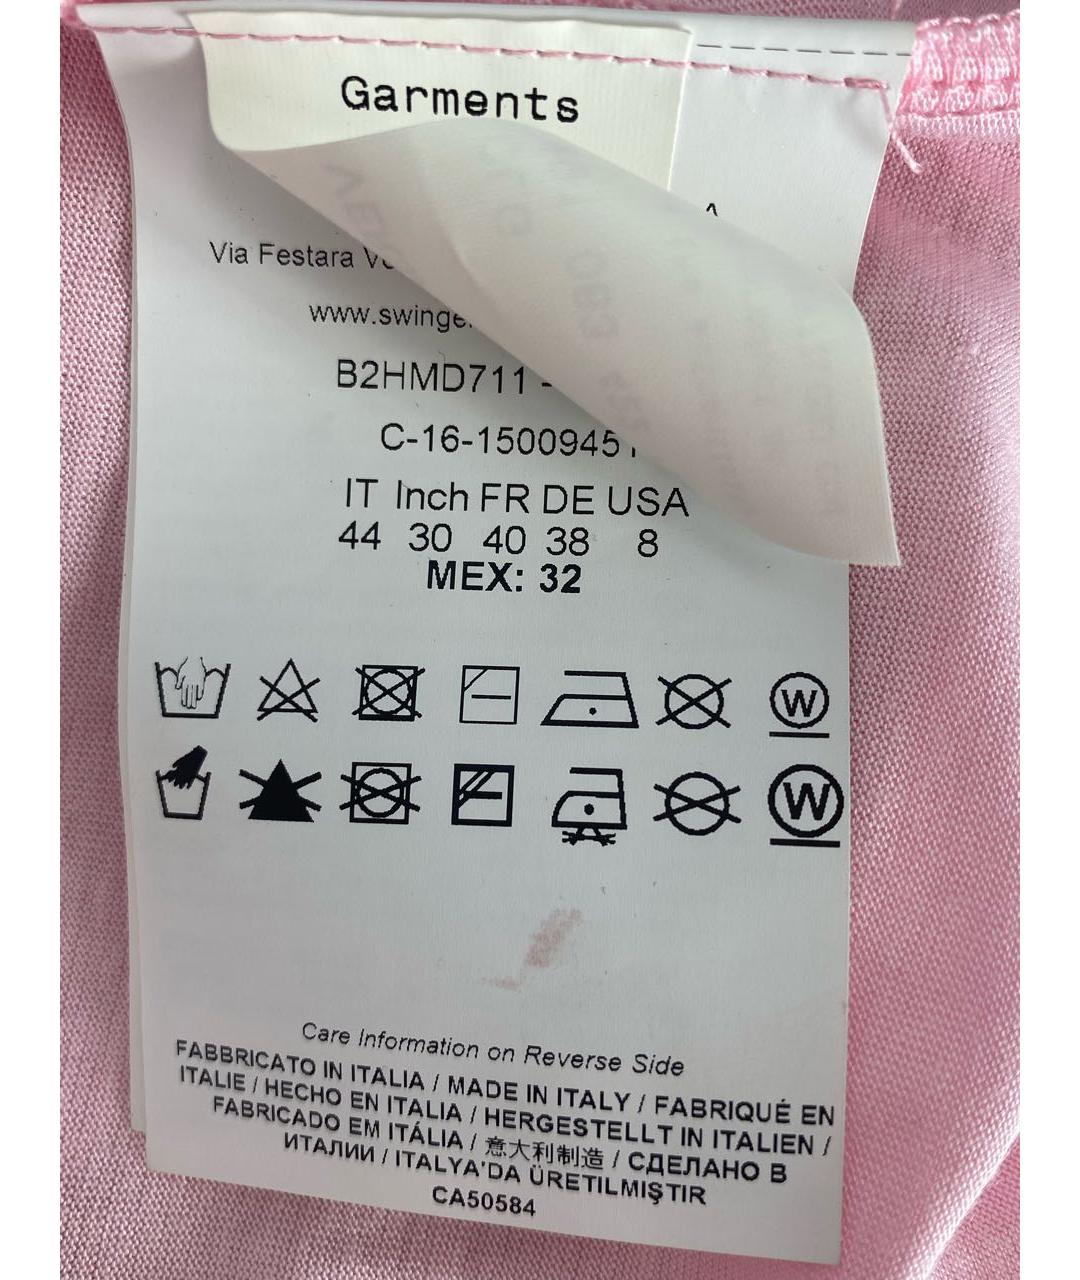 Garments
Via Festara
www.swinge
B2HMD711 -
C-16-1500945
IT Inch FR DE USA
44 30 40 38 8
MEX: 32
W
W
Care Information on Reverse Side
FABBRICATO IN ITALIA / MADE IN ITALY / FABRIQUÉ EN
ITALIE / HECHO EN ITALIA / HERGESTELLT IN ITALIEN /
FABRICADO EM ITÁLIA / 意大利制造 / СДЕЛАНО В
ИТАЛИИ / ITALYA'DA ÜRETILMIŞTIR
CA50584